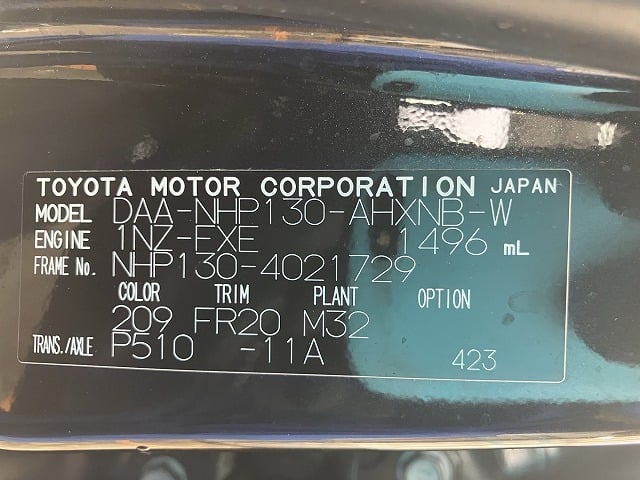 TOYOTA MOTOR CORPORATION JAPAN
MODEL DAA-NHP130-AHXNB-W
ENGINE 1NZ-FXE 1496 mL
FRAME No. NHP130-4021729
COLOR TRIM PLANT OPTION
209 FR20 M32
TRANS./AXLE P510 -11A 423